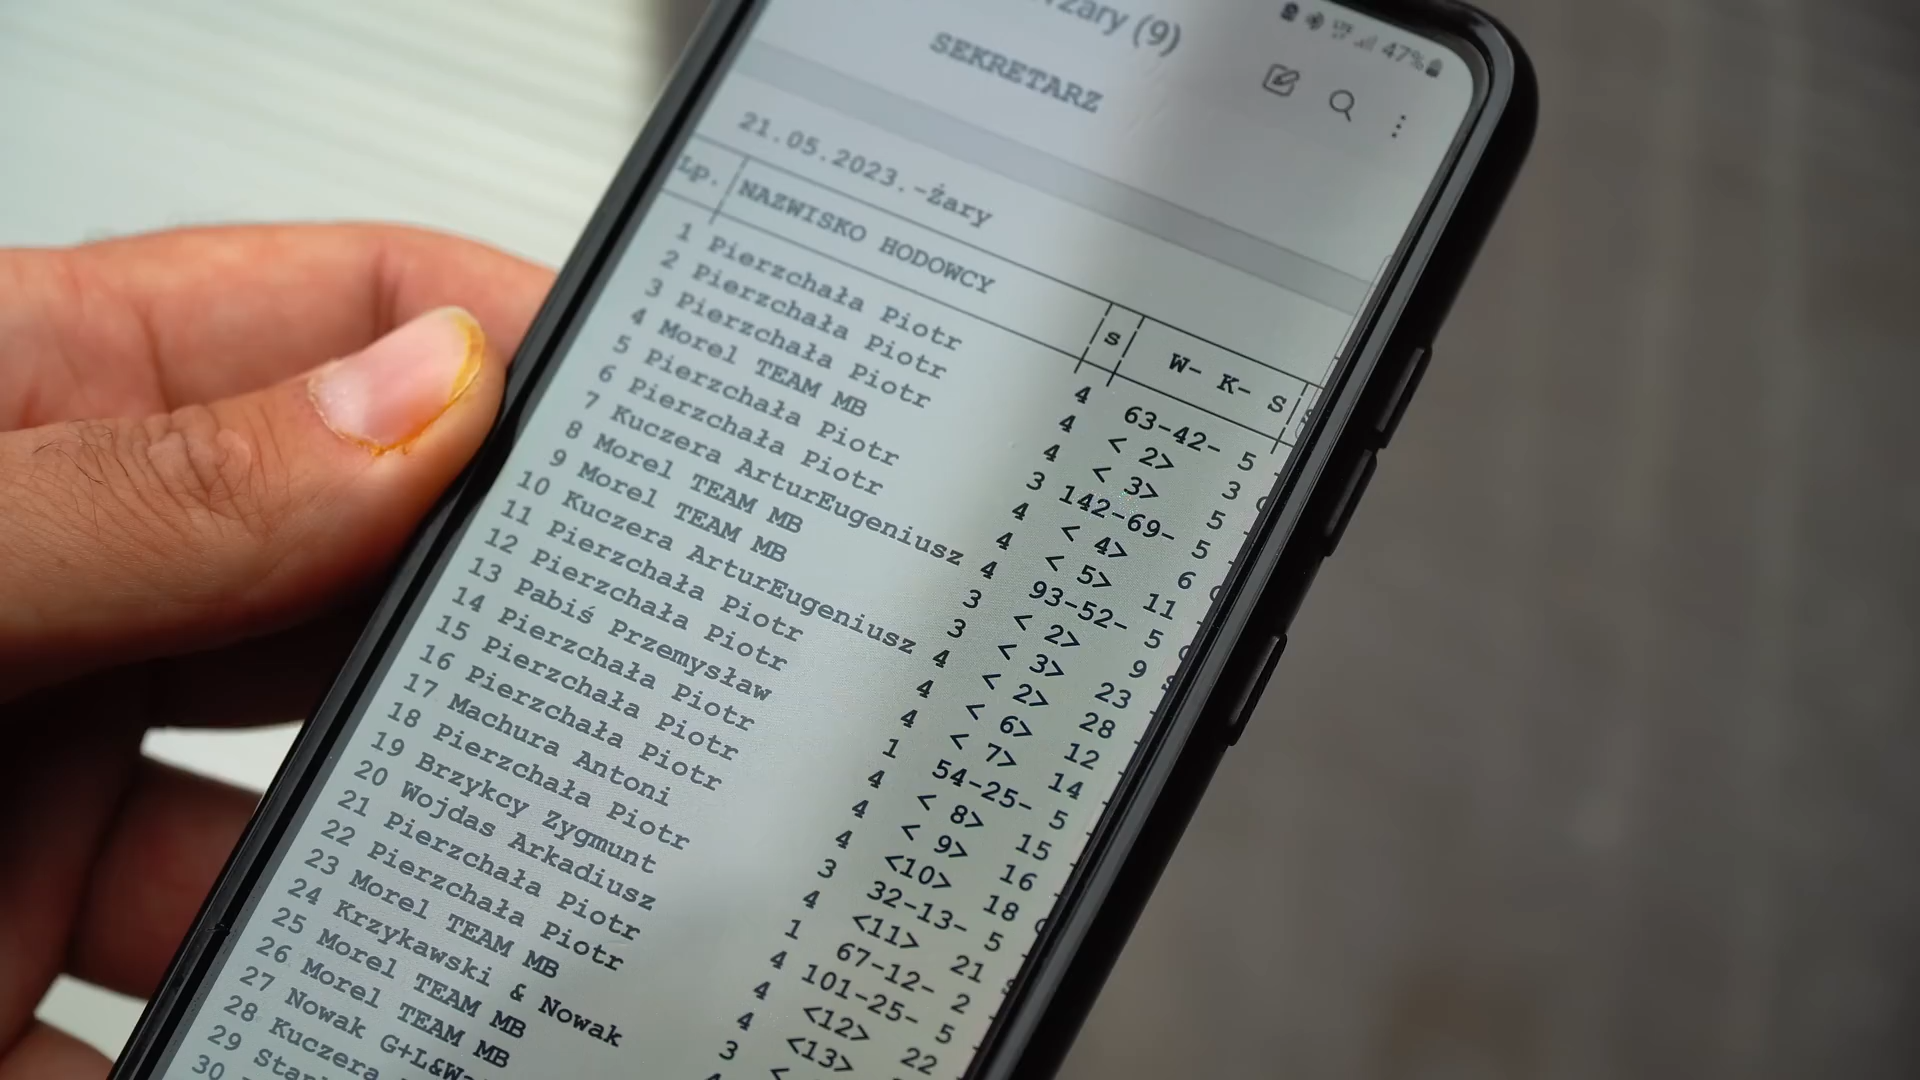 żary (9)
47%
SEKRETARZ
21.05.2023.-Żary
Lp. NAZWISKO HODOWCY s W- K- S
1 Pierzchała Piotr 4 63-42- 5
2 Pierzchała Piotr 4 < 2> 3
3 Pierzchała Piotr 4 < 3> 5
4 Morel TEAM MB 3 142-69- 5
5 Pierzchała Piotr 4 < 4> 6
6 Pierzchała Piotr 4 < 5> 11
7 Kuczera ArturEugeniusz 4 93-52- 5
8 Morel TEAM MB 3 < 2> 9
9 Morel TEAM MB 3 < 3> 23
10 Kuczera ArturEugeniusz 4 < 2> 28
11 Pierzchała Piotr 4 < 6> 12
12 Pierzchała Piotr 4 < 7> 14
13 Pabiś Przemysław 1 54-25- 5
14 Pierzchała Piotr 4 < 8> 15
15 Pierzchała Piotr 4 < 9> 16
16 Pierzchała Piotr 4 <10> 18
17 Machura Antoni 3 32-13- 5
18 Pierzchała Piotr 4 <11> 21
19 Brzykcy Zygmunt 1 67-12- 2
20 Wojdas Arkadiusz 4 101-25- 5
21 Pierzchała Piotr 4 <12> 22
22 Pierzchała Piotr 4 <13>
23 Morel TEAM MB 3 <
24 Krzykawski & Nowak
25 Morel TEAM MB
26 Morel TEAM MB
27 Nowak G+L&W
28 Kuczera
29
30